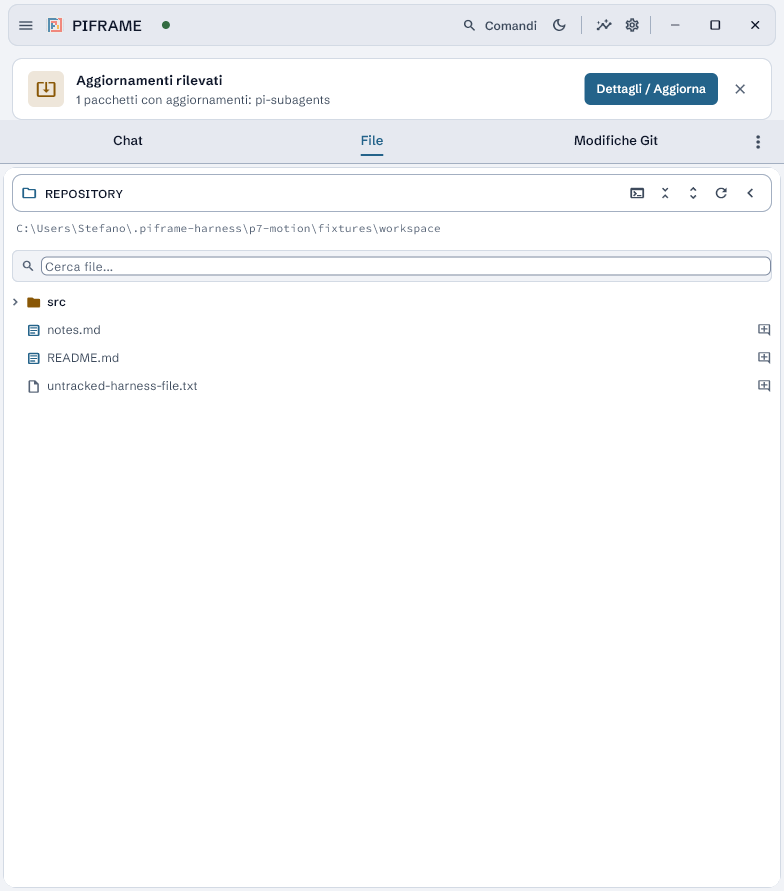 PIFRAME
Comandi
Aggiornamenti rilevati
1 pacchetti con aggiornamenti: pi-subagents
Dettagli / Aggiorna
Chat
File
Modifiche Git
REPOSITORY
C:\Users\Stefano\.piframe-harness\p7-motion\fixtures\workspace
Cerca file...
src
notes.md
README.md
untracked-harness-file.txt